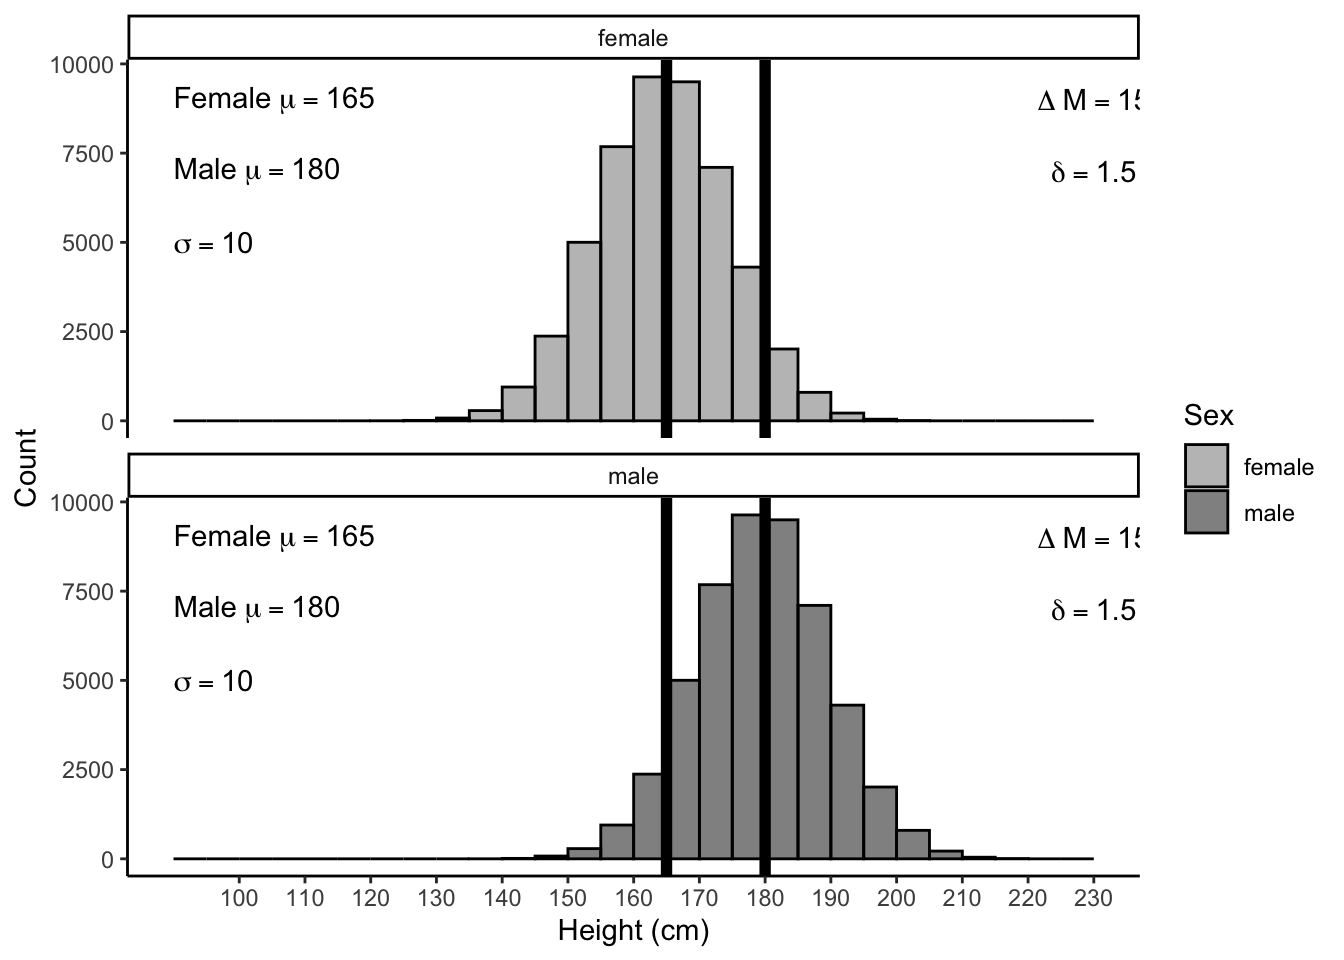 female
10000
7500
5000
2500
0
Female μ = 165
Male μ = 180
σ = 10
Δ M = 15
δ = 1.5
Count
male
10000
7500
5000
2500
0
Female μ = 165
Male μ = 180
σ = 10
Δ M = 15
δ = 1.5
100 110 120 130 140 150 160 170 180 190 200 210 220 230
Height (cm)
Sex
female
male